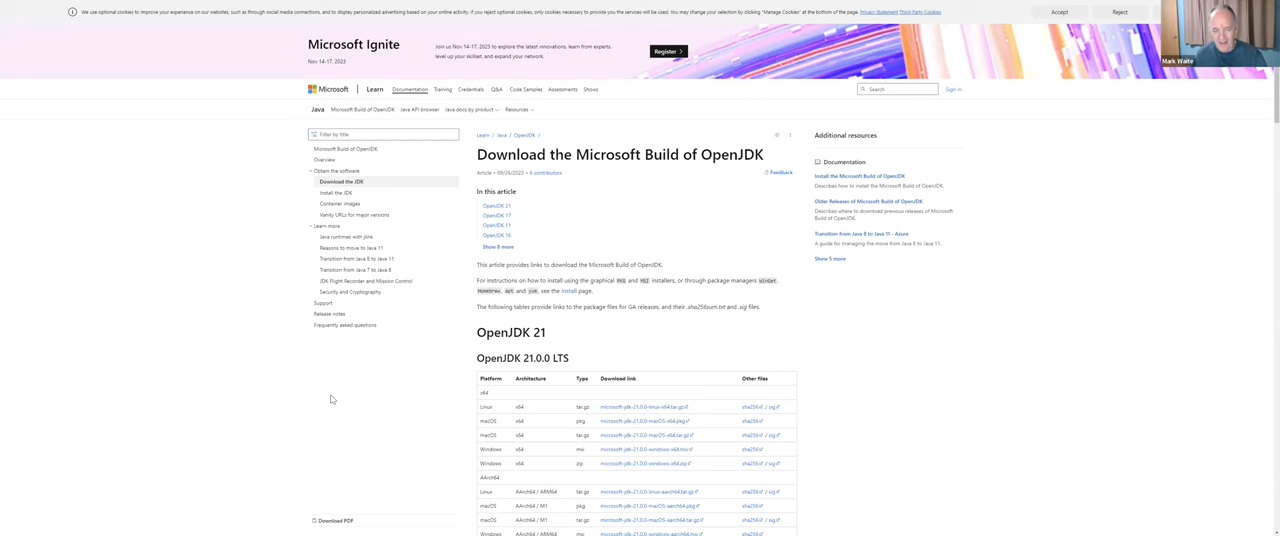 We use optional cookies to improve your experience on our websites, such as through social media connections, and to display personalized advertising based on your online activity. If you reject optional cookies, only cookies necessary to provide you the services will be used. You may change your selection by clicking "Manage Cookies" at the bottom of the page. Privacy Statement Third-Party Cookies
Accept
Reject
Mark Waite
Microsoft Ignite
Nov 14-17, 2023
Join us Nov 14-17, 2023 to explore the latest innovations, learn from experts,
level up your skillset, and expand your network.
Register >
Microsoft
Learn
Documentation Training Credentials Q&A Code Samples Assessments Shows
Search
Sign in
Java
Microsoft Build of OpenJDK Java API browser Java docs by product Resources
Filter by title
Microsoft Build of OpenJDK
Overview
Obtain the software
Download the JDK
Install the JDK
Container images
Vanity URLs for major versions
Learn more
Java runtimes with jlink
Reasons to move to Java 11
Transition from Java 8 to Java 11
Transition from Java 7 to Java 8
JDK Flight Recorder and Mission Control
Security and Cryptography
Support
Release notes
Frequently asked questions
Download PDF
Learn / Java / OpenJDK /
Download the Microsoft Build of OpenJDK
Article • 09/26/2023 • 6 contributors
Feedback
In this article
OpenJDK 21
OpenJDK 17
OpenJDK 11
OpenJDK 16
Show 8 more
This article provides links to download the Microsoft Build of OpenJDK.
For instructions on how to install using the graphical PKG and MSI installers, or through package managers WinGet,
Homebrew, apt and yum, see the Install page.
The following tables provide links to the package files for GA releases, and their .sha256sum.txt and .sig files.
OpenJDK 21
OpenJDK 21.0.0 LTS
Platform Architecture Type Download link Other files
x64
Linux x64 tar.gz microsoft-jdk-21.0.0-linux-x64.tar.gz sha256 / sig
macOS x64 pkg microsoft-jdk-21.0.0-macOS-x64.pkg sha256
macOS x64 tar.gz microsoft-jdk-21.0.0-macOS-x64.tar.gz sha256 / sig
Windows x64 msi microsoft-jdk-21.0.0-windows-x64.msi sha256
Windows x64 zip microsoft-jdk-21.0.0-windows-x64.zip sha256 / sig
AArch64
Linux AArch64 / ARM64 tar.gz microsoft-jdk-21.0.0-linux-aarch64.tar.gz sha256 / sig
macOS AArch64 / M1 pkg microsoft-jdk-21.0.0-macOS-aarch64.pkg sha256
macOS AArch64 / M1 tar.gz microsoft-jdk-21.0.0-macOS-aarch64.tar.gz sha256 / sig
Windows AArch64 / ARM64 msi microsoft-jdk-21.0.0-windows-aarch64.msi sha256
Additional resources
Documentation
Install the Microsoft Build of OpenJDK
Describes how to install the Microsoft Build of OpenJDK.
Older Releases of Microsoft Build of OpenJDK
Describes where to download previous releases of Microsoft
Build of OpenJDK.
Transition from Java 8 to Java 11 - Azure
A guide for managing the move from Java 8 to Java 11.
Show 5 more